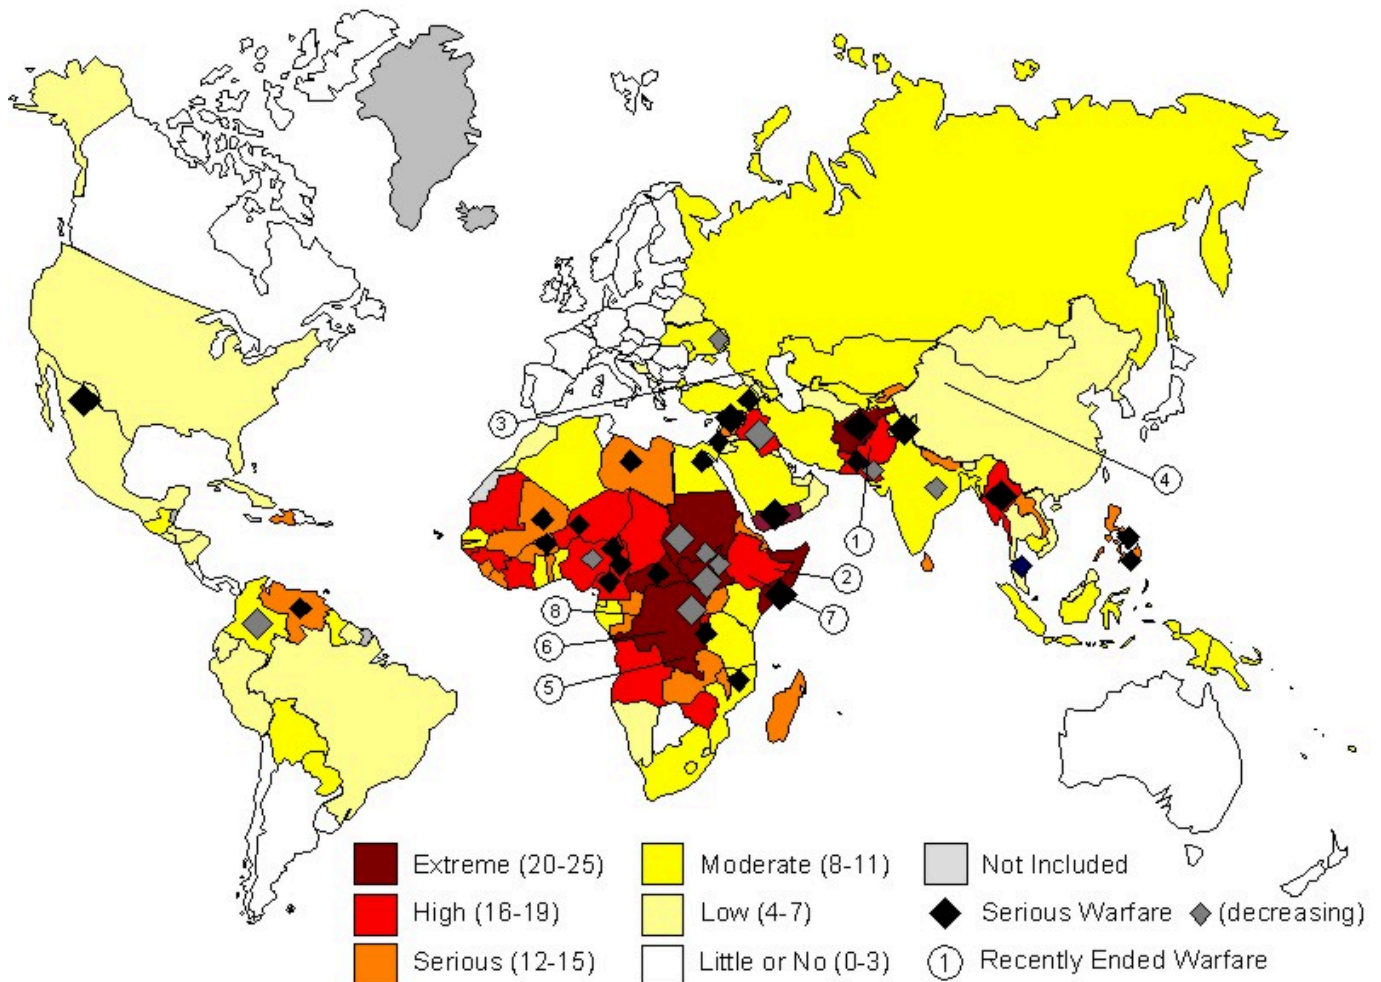 3
4
1
2
8
7
6
5
Extreme (20-25)
Moderate (8-11)
Not Included
High (16-19)
Low (4-7)
Serious Warfare
(decreasing)
Serious (12-15)
Little or No (0-3)
1 Recently Ended Warfare